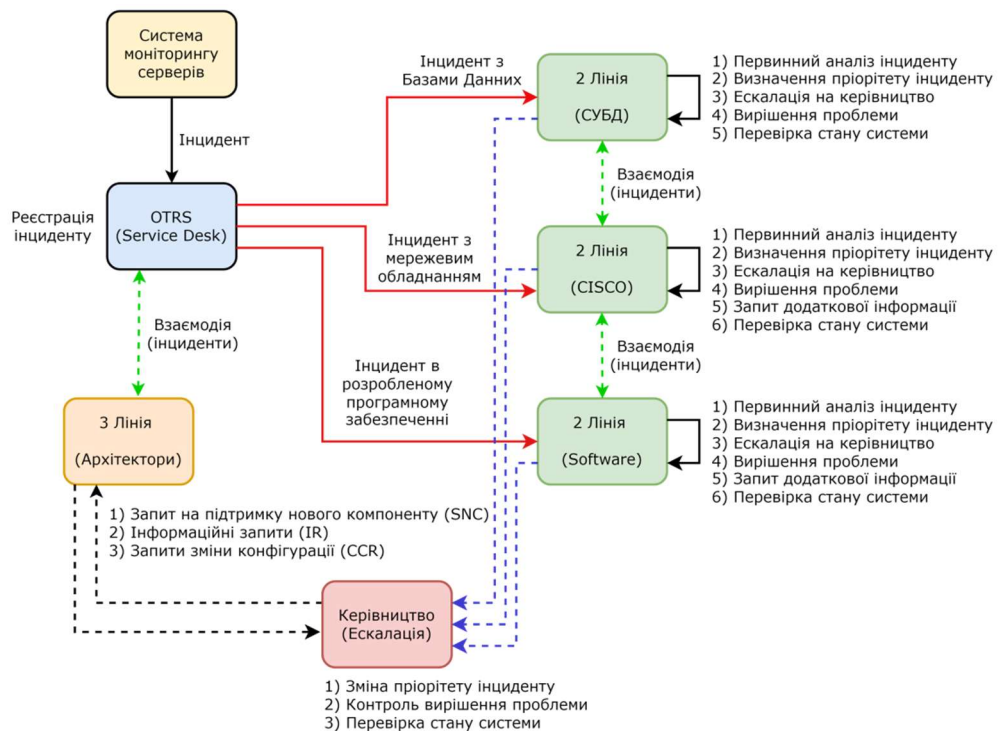 Система
моніторингу
серверів
Інцидент
Реєстрація
інциденту
OTRS
(Service Desk)
Взаємодія
(інциденти)
3 Лінія
(Архітектори)
1) Запит на підтримку нового компоненту (SNC)
2) Інформаційні запити (IR)
3) Запити зміни конфігурації (CCR)
Керівництво
(Ескалація)
1) Зміна пріорітету інциденту
2) Контроль вирішення проблеми
3) Перевірка стану системи
Інцидент з
Базами Данних
2 Лінія
(СУБД)
1) Первинний аналіз інциденту
2) Визначення пріорітету інциденту
3) Ескалація на керівництво
4) Вирішення проблеми
5) Перевірка стану системи
Взаємодія
(інциденти)
Інцидент з
мережевим
обладнанням
2 Лінія
(CISCO)
1) Первинний аналіз інциденту
2) Визначення пріорітету інциденту
3) Ескалація на керівництво
4) Вирішення проблеми
5) Запит додаткової інформації
6) Перевірка стану системи
Взаємодія
(інциденти)
Інцидент в
розробленому
програмному
забезпеченні
2 Лінія
(Software)
1) Первинний аналіз інциденту
2) Визначення пріорітету інциденту
3) Ескалація на керівництво
4) Вирішення проблеми
5) Запит додаткової інформації
6) Перевірка стану системи